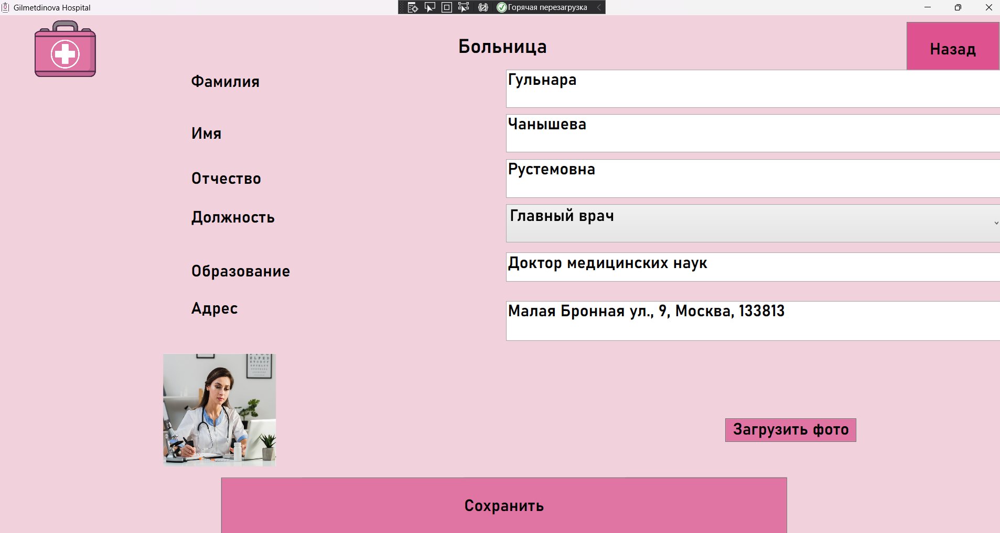 Gilmetdinova Hospital
Горячая перезагрузка
Больница
Назад
Фамилия
Гульнара
Имя
Чанышева
Отчество
Рустемовна
Должность
Главный врач
Образование
Доктор медицинских наук
Адрес
Малая Бронная ул., 9, Москва, 133813
Загрузить фото
Сохранить